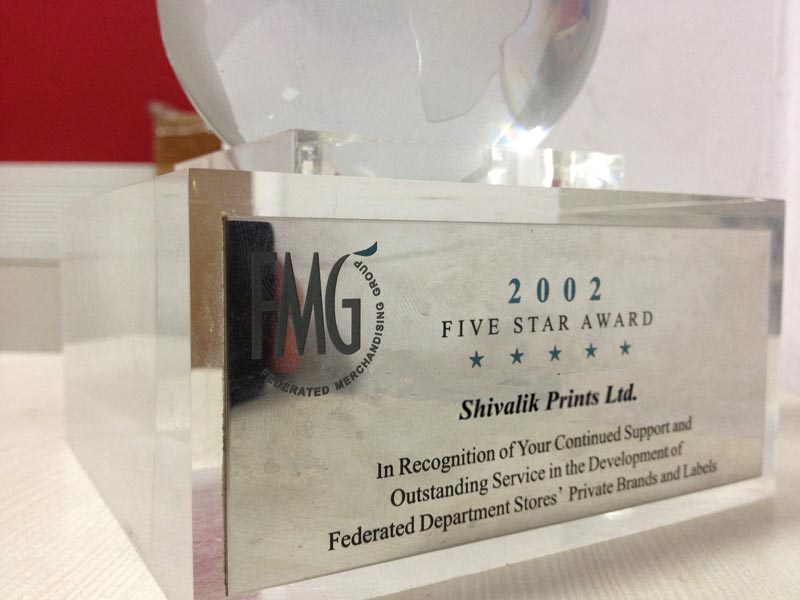 FMG
FEDERATED MERCHANDISING GROUP
2002
FIVE STAR AWARD
Shivalik Prints Ltd.
In Recognition of Your Continued Support and
Outstanding Service in the Development of
Federated Department Stores' Private Brands and Labels